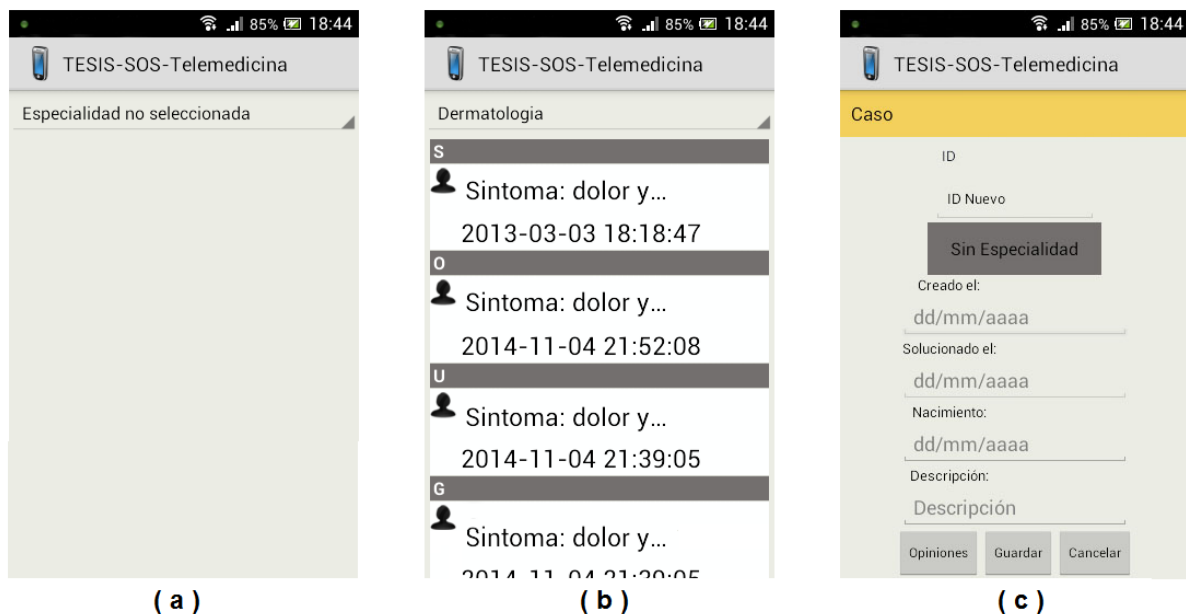 85% 18:44
TESIS-SOS-Telemedicina
Especialidad no seleccionada
( a )
85% 18:44
TESIS-SOS-Telemedicina
Dermatologia
S
Sintoma: dolor y...
2013-03-03 18:18:47
O
Sintoma: dolor y...
2014-11-04 21:52:08
U
Sintoma: dolor y...
2014-11-04 21:39:05
G
Sintoma: dolor y...
( b )
85% 18:44
TESIS-SOS-Telemedicina
Caso
ID
ID Nuevo
Sin Especialidad
Creado el:
dd/mm/aaaa
Solucionado el:
dd/mm/aaaa
Nacimiento:
dd/mm/aaaa
Descripción:
Descripción
Opiniones Guardar Cancelar
( c )